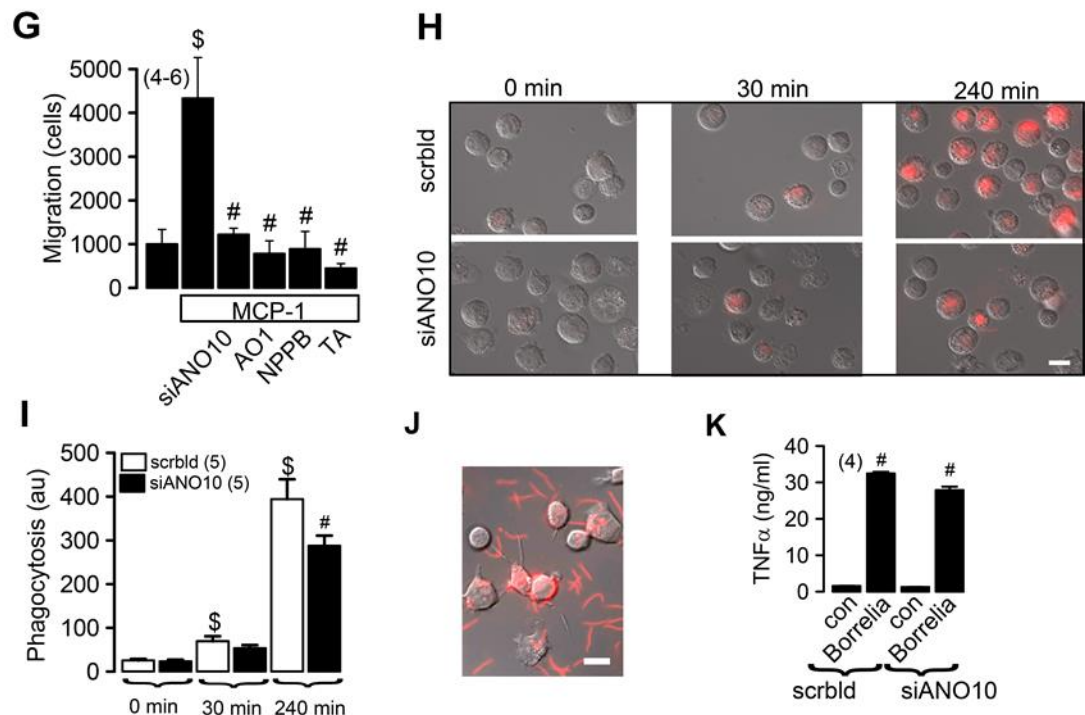 G
$
5000
(4-6)
4000
3000
2000
1000
0
Migration (cells)
#
#
#
#
MCP-1
siANO10
AO1
NPPB
TA
H
0 min
30 min
240 min
scrbld
siANO10
I
500
400
300
200
100
0
Phagocytosis (au)
scrbld (5)
siANO10 (5)
$
$
#
0 min
30 min
240 min
J
K
40
30
20
10
0
TNFα (ng/ml)
(4)
#
#
con
Borrelia
con
Borrelia
scrbld
siANO10